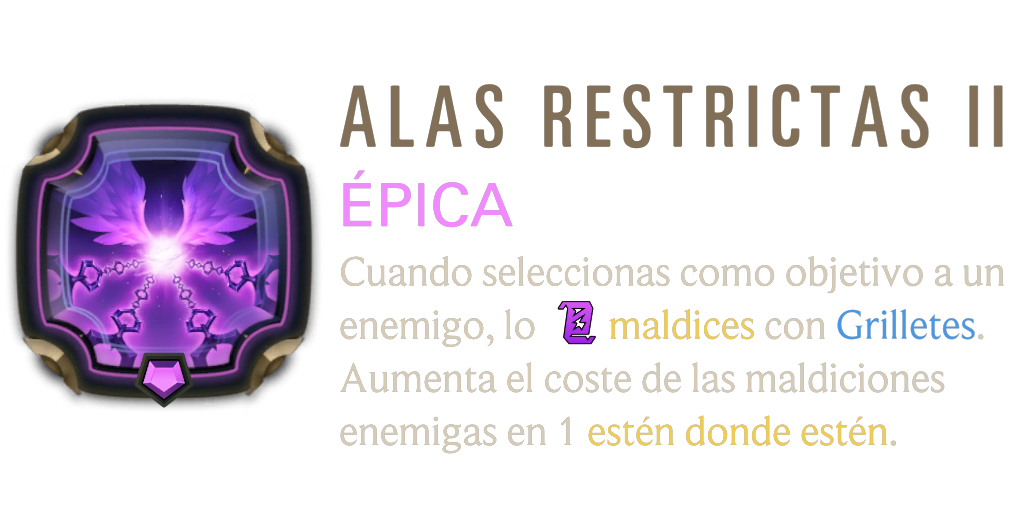 ALAS RESTRICTAS II
ÉPICA
Cuando seleccionas como objetivo a un
enemigo, lo maldices con Grilletes.
Aumenta el coste de las maldiciones
enemigas en 1 estén donde estén.